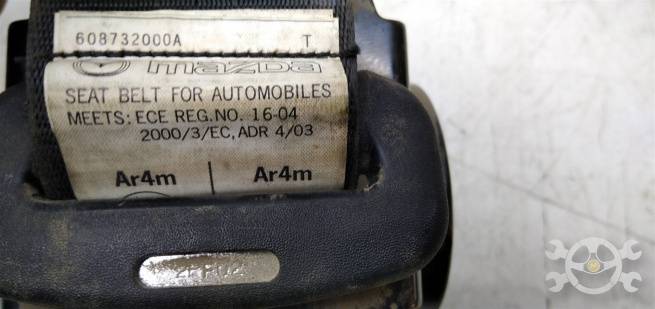 608732000A T
mazda
SEAT BELT FOR AUTOMOBILES
MEETS: ECE REG.NO. 16-04
2000/3/EC, ADR 4/03
Ar4m Ar4m